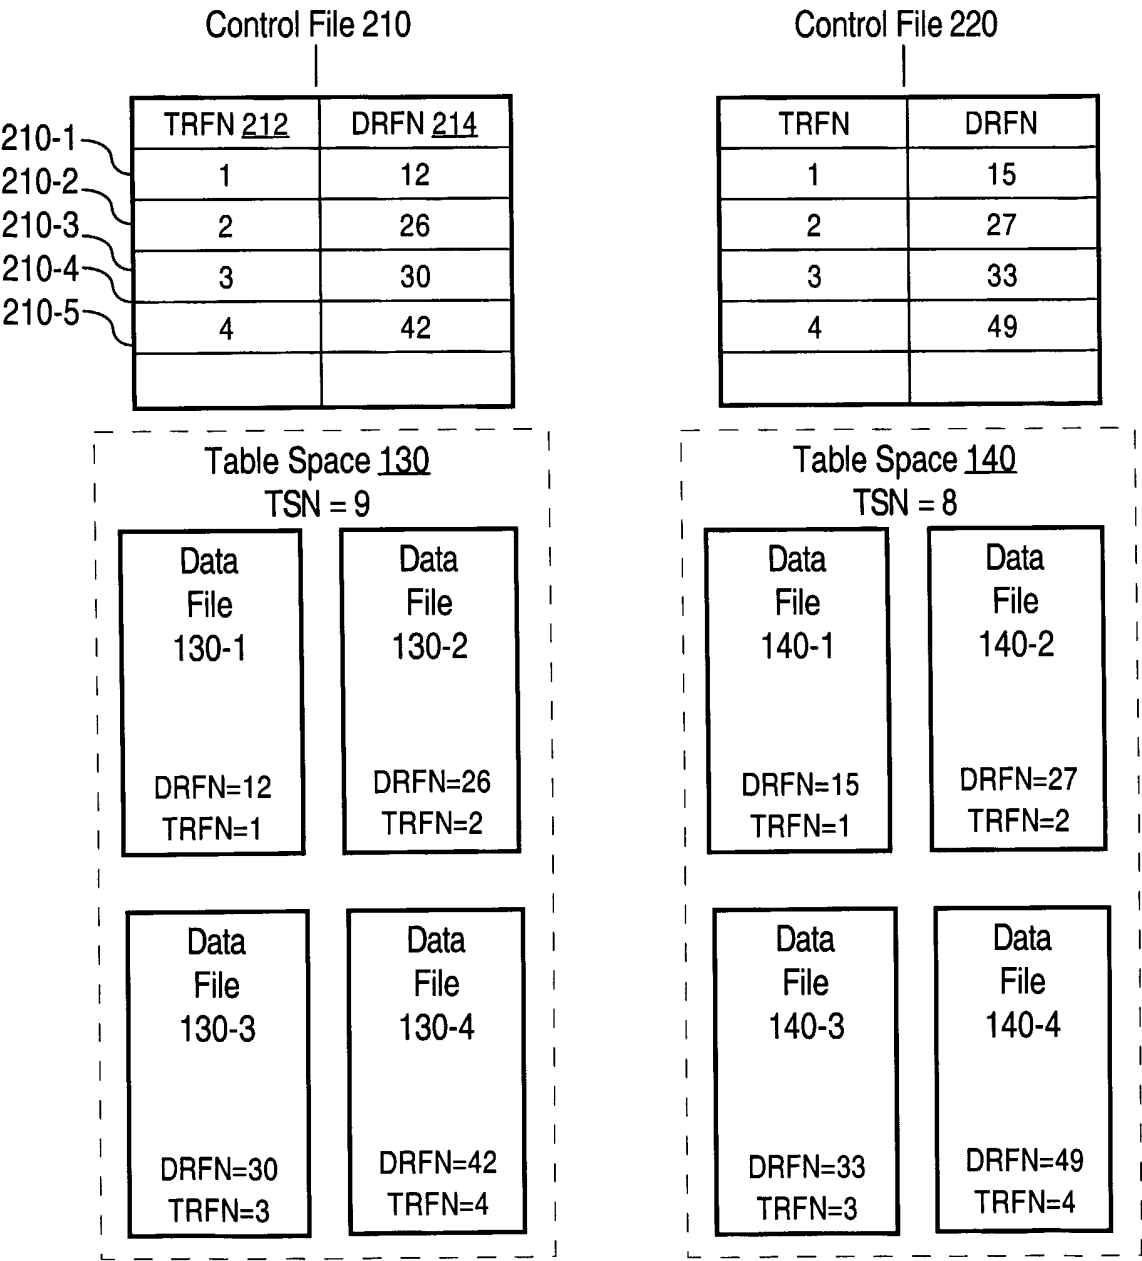 Control File 210
Control File 220
TRFN 212 DRFN 214
210-1
1 12
210-2
2 26
210-3
3 30
210-4
4 42
210-5
TRFN DRFN
1 15
2 27
3 33
4 49
Table Space 130
TSN = 9
Data
File
130-1
DRFN=12
TRFN=1
Data
File
130-2
DRFN=26
TRFN=2
Data
File
130-3
DRFN=30
TRFN=3
Data
File
130-4
DRFN=42
TRFN=4
Table Space 140
TSN = 8
Data
File
140-1
DRFN=15
TRFN=1
Data
File
140-2
DRFN=27
TRFN=2
Data
File
140-3
DRFN=33
TRFN=3
Data
File
140-4
DRFN=49
TRFN=4